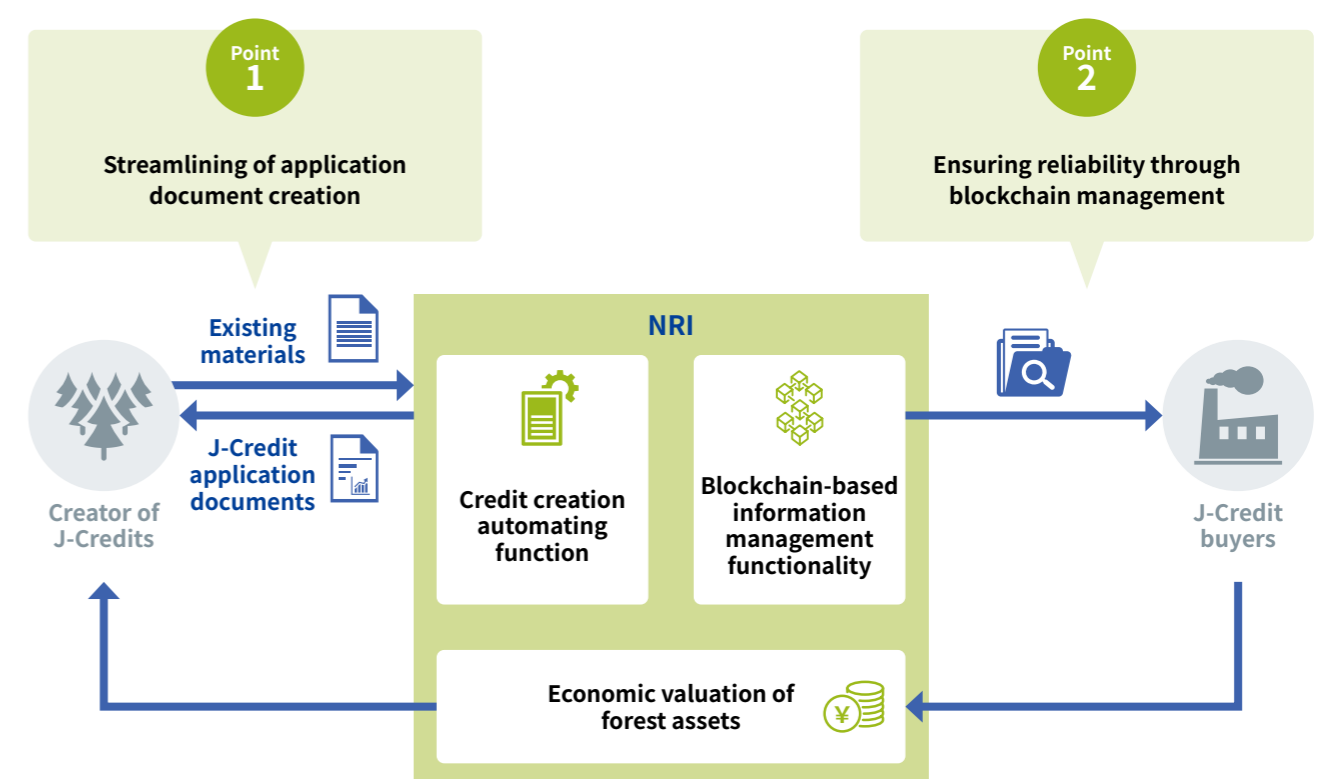 Point
1
Streamlining of application
document creation
Point
2
Ensuring reliability through
blockchain management
Existing
materials
J-Credit
application
documents
Creator of
J-Credits
NRI
Credit creation
automating
function
Blockchain-based
information
management
functionality
J-Credit
buyers
Economic valuation of
forest assets
¥